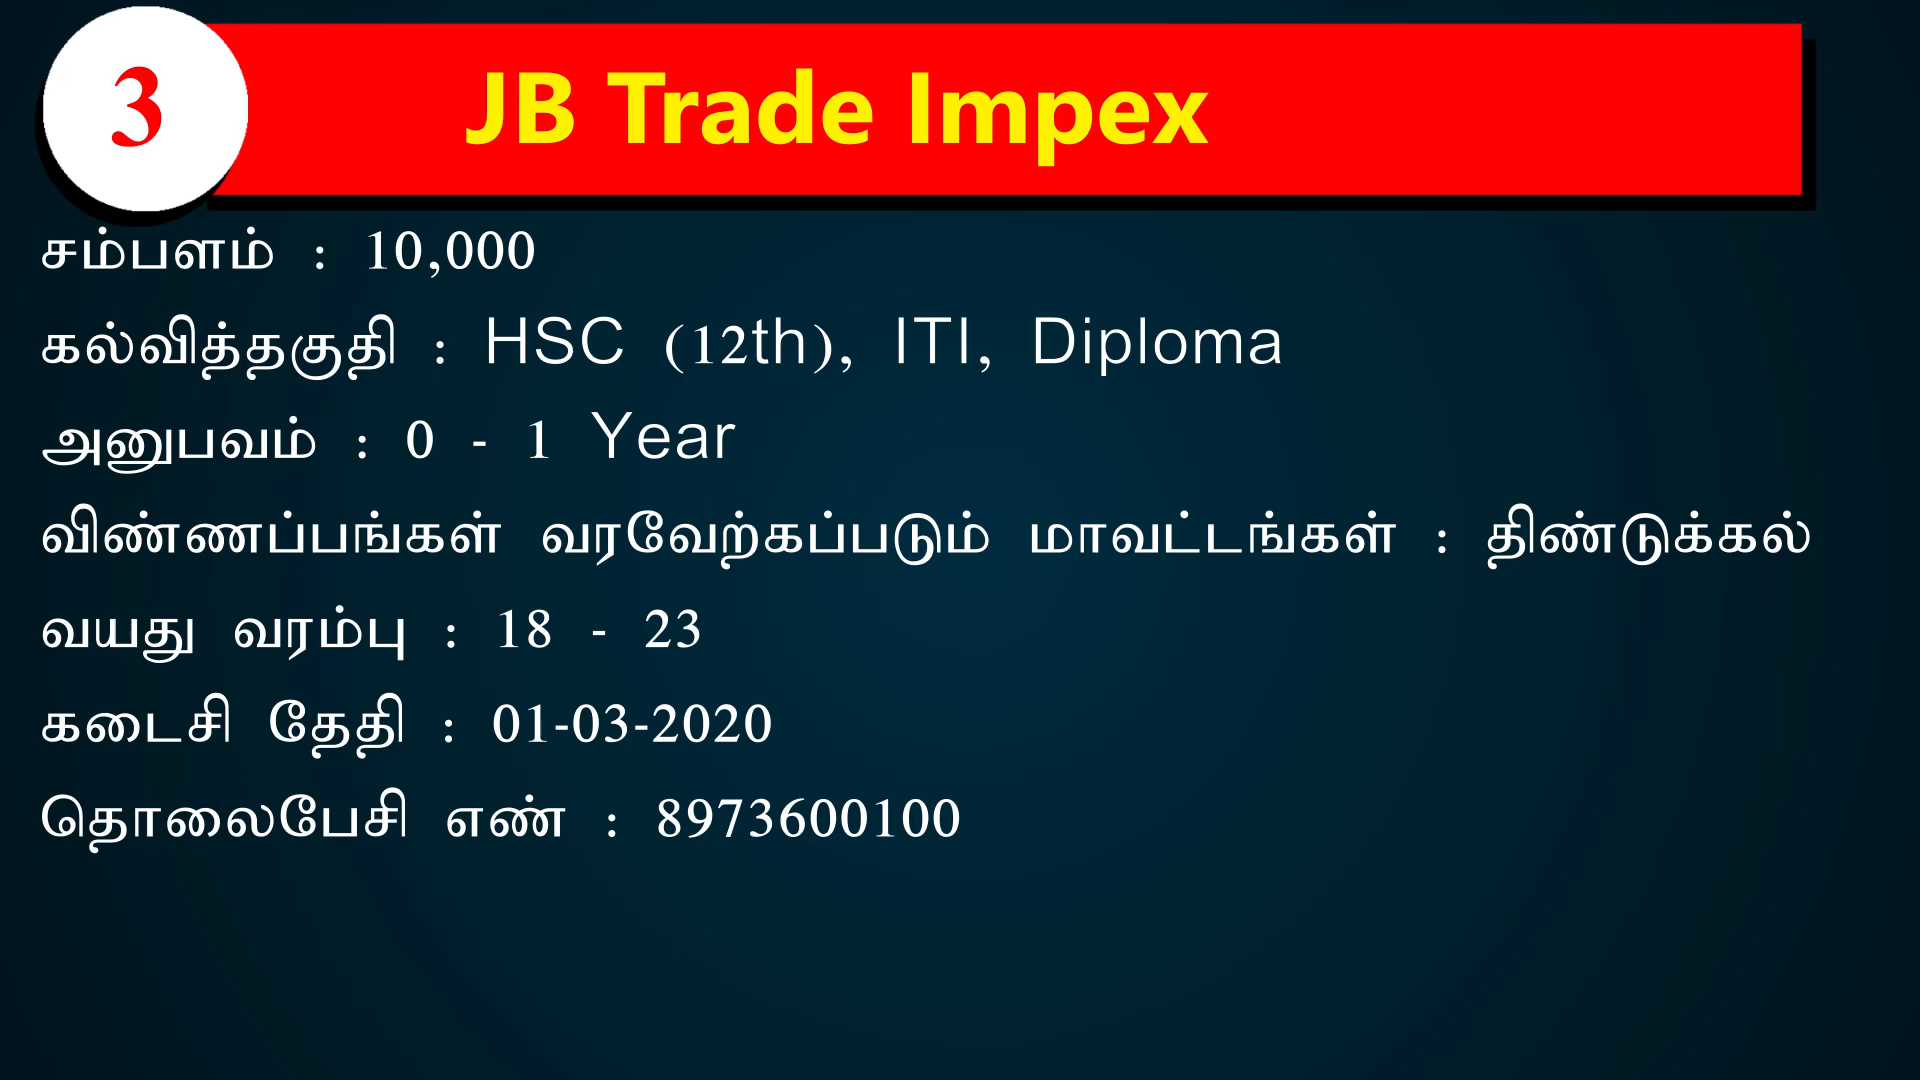 3
JB Trade Impex
சம்பளம் : 10,000
கல்வித்தகுதி : HSC (12th), ITI, Diploma
அனுபவம் : 0 - 1 Year
விண்ணப்பங்கள் வரவேற்கப்படும் மாவட்டங்கள் : திண்டுக்கல்
வயது வரம்பு : 18 - 23
கடைசி தேதி : 01-03-2020
தொலைபேசி எண் : 8973600100